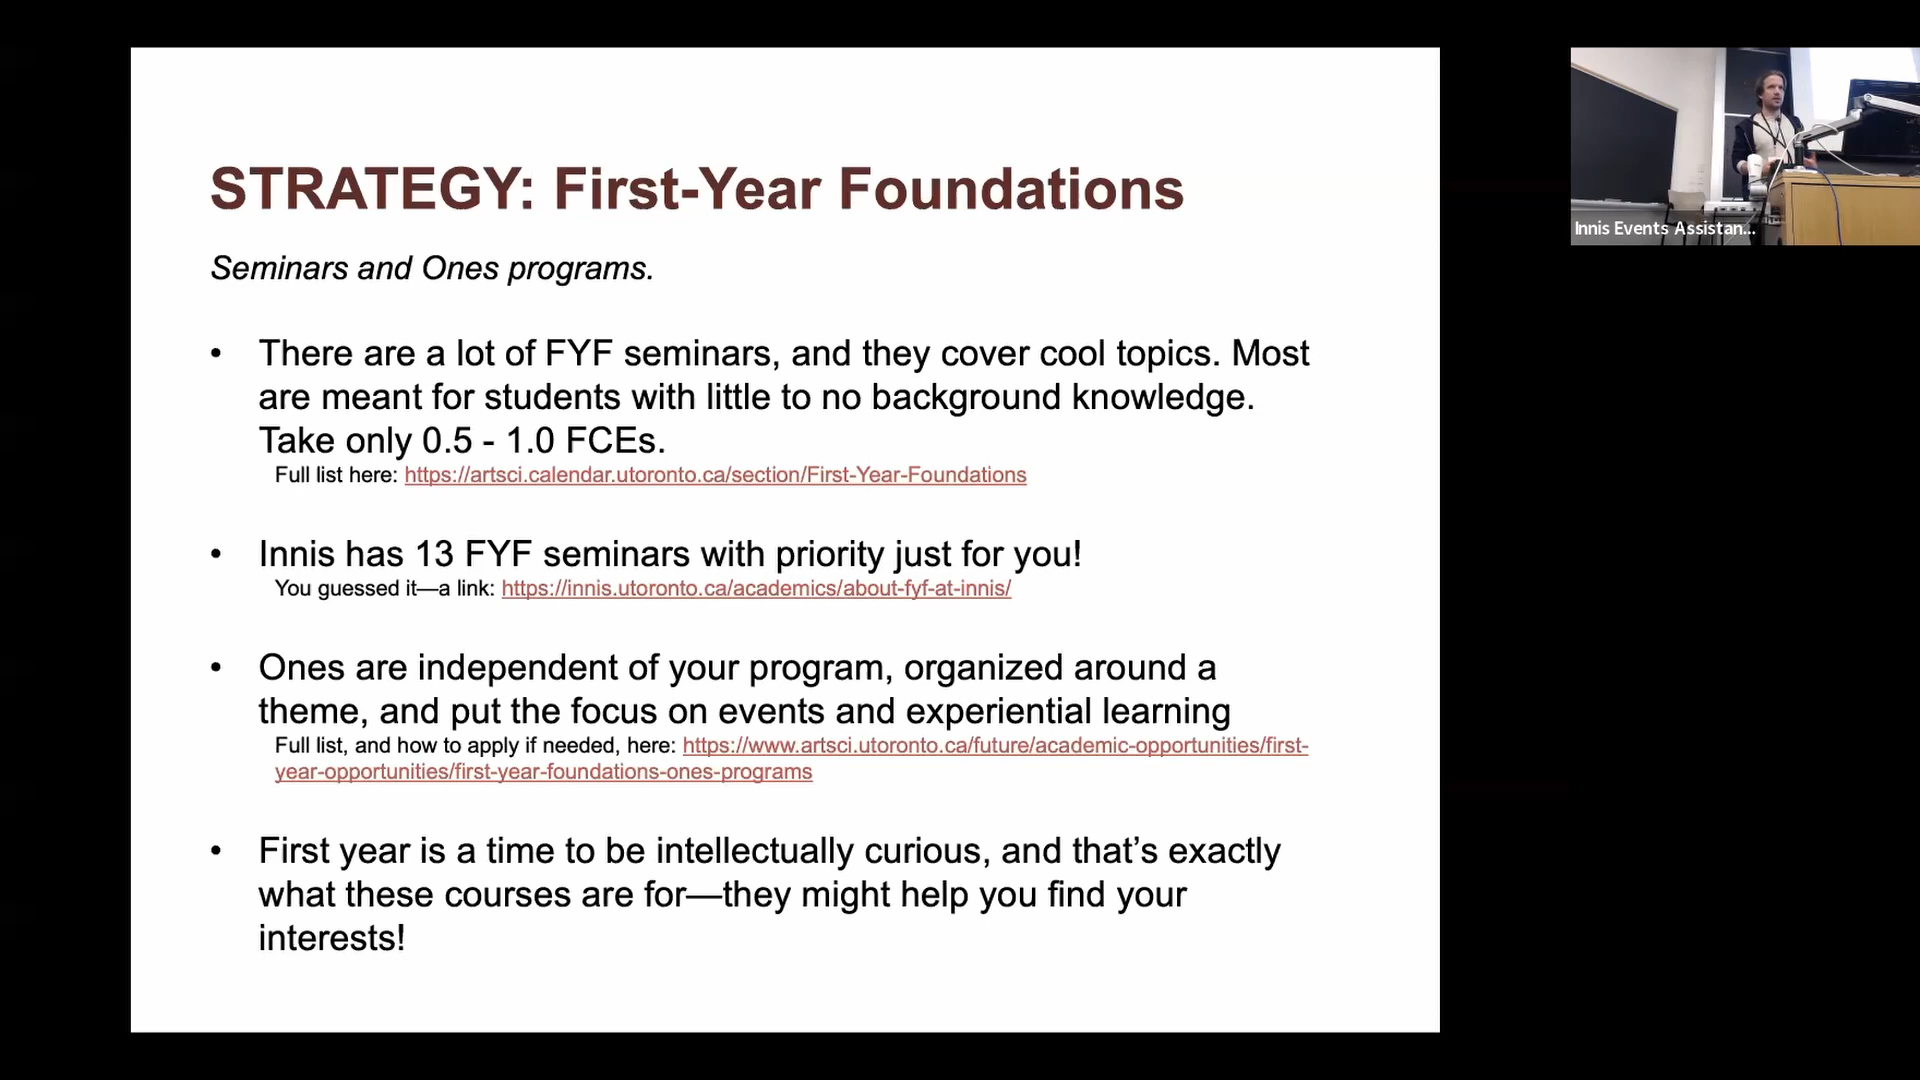 STRATEGY: First-Year Foundations
Seminars and Ones programs.
• There are a lot of FYF seminars, and they cover cool topics. Most
are meant for students with little to no background knowledge.
Take only 0.5 - 1.0 FCEs.
Full list here: https://artsci.calendar.utoronto.ca/section/First-Year-Foundations
• Innis has 13 FYF seminars with priority just for you!
You guessed it—a link: https://innis.utoronto.ca/academics/about-fyf-at-innis/
• Ones are independent of your program, organized around a
theme, and put the focus on events and experiential learning
Full list, and how to apply if needed, here: https://www.artsci.utoronto.ca/future/academic-opportunities/first-
year-opportunities/first-year-foundations-ones-programs
• First year is a time to be intellectually curious, and that’s exactly
what these courses are for—they might help you find your
interests!
Innis Events Assistan...